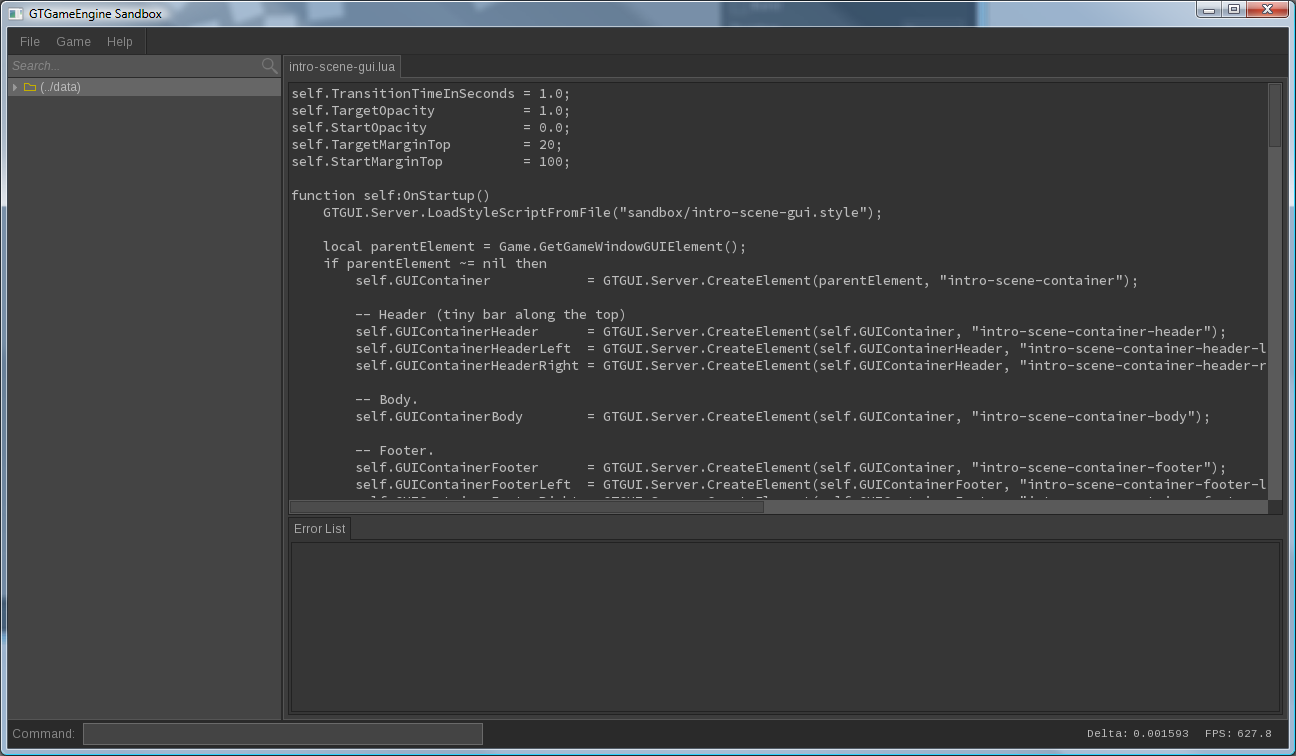 GTGameEngine Sandbox
File Game Help
Search...
(../data)
intro-scene-gui.lua
self.TransitionTimeInSeconds = 1.0;
self.TargetOpacity           = 1.0;
self.StartOpacity            = 0.0;
self.TargetMarginTop         = 20;
self.StartMarginTop          = 100;
function self:OnStartup()
    GTGUI.Server.LoadStyleScriptFromFile("sandbox/intro-scene-gui.style");
    local parentElement = Game.GetGameWindowGUIElement();
    if parentElement ~= nil then
        self.GUIContainer            = GTGUI.Server.CreateElement(parentElement, "intro-scene-container");
        -- Header (tiny bar along the top)
        self.GUIContainerHeader      = GTGUI.Server.CreateElement(self.GUIContainer, "intro-scene-container-header");
        self.GUIContainerHeaderLeft  = GTGUI.Server.CreateElement(self.GUIContainerHeader, "intro-scene-container-header-l
        self.GUIContainerHeaderRight = GTGUI.Server.CreateElement(self.GUIContainerHeader, "intro-scene-container-header-r
        -- Body.
        self.GUIContainerBody        = GTGUI.Server.CreateElement(self.GUIContainer, "intro-scene-container-body");
        -- Footer.
        self.GUIContainerFooter      = GTGUI.Server.CreateElement(self.GUIContainer, "intro-scene-container-footer");
        self.GUIContainerFooterLeft  = GTGUI.Server.CreateElement(self.GUIContainerFooter, "intro-scene-container-footer-l
Error List
Command:
Delta: 0.001593 FPS: 627.8